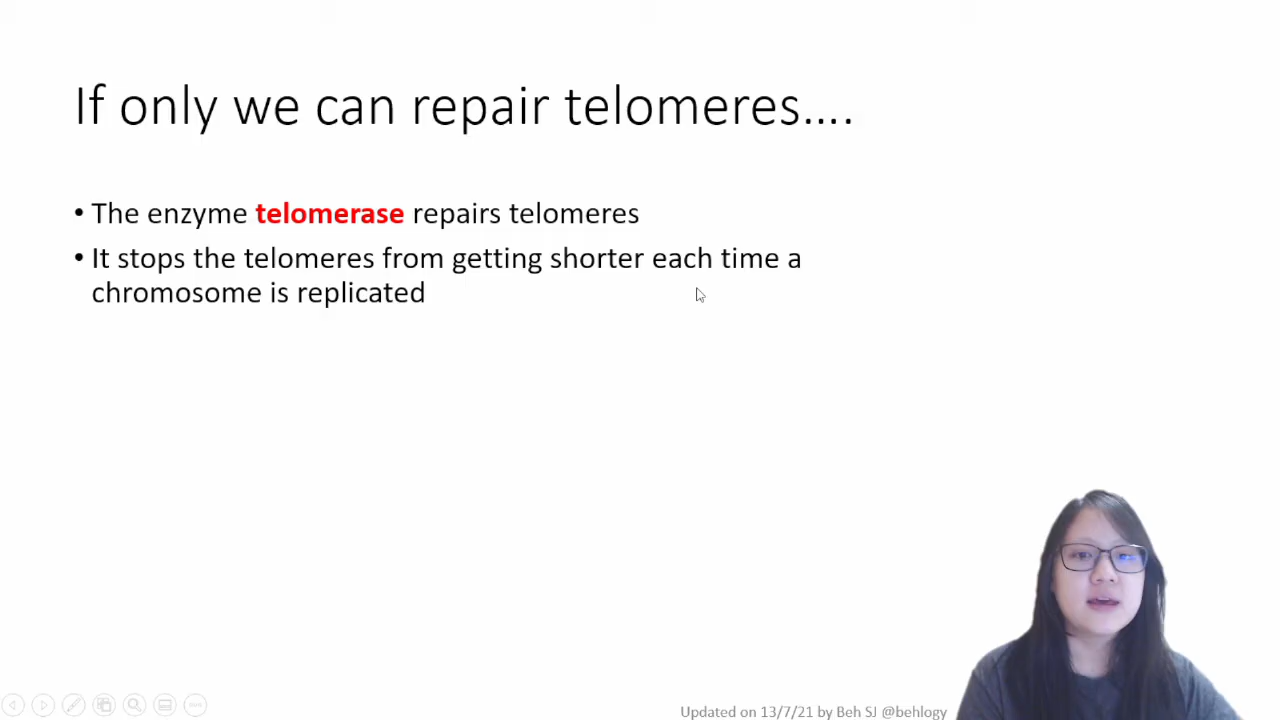 If only we can repair telomeres....
• The enzyme telomerase repairs telomeres
• It stops the telomeres from getting shorter each time a
chromosome is replicated
Updated on 13/7/21 by Beh SJ @behlogy